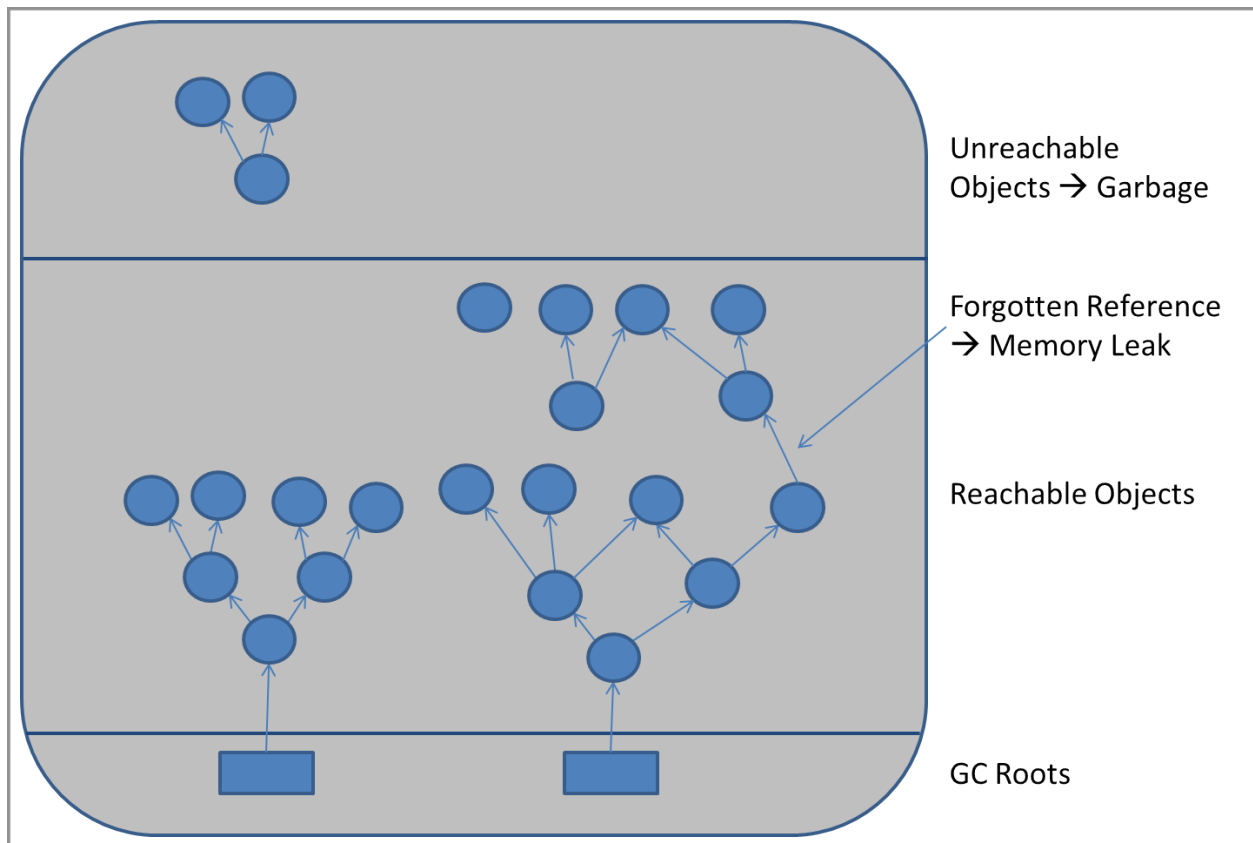 Unreachable
Objects → Garbage
Forgotten Reference
→ Memory Leak
Reachable Objects
GC Roots